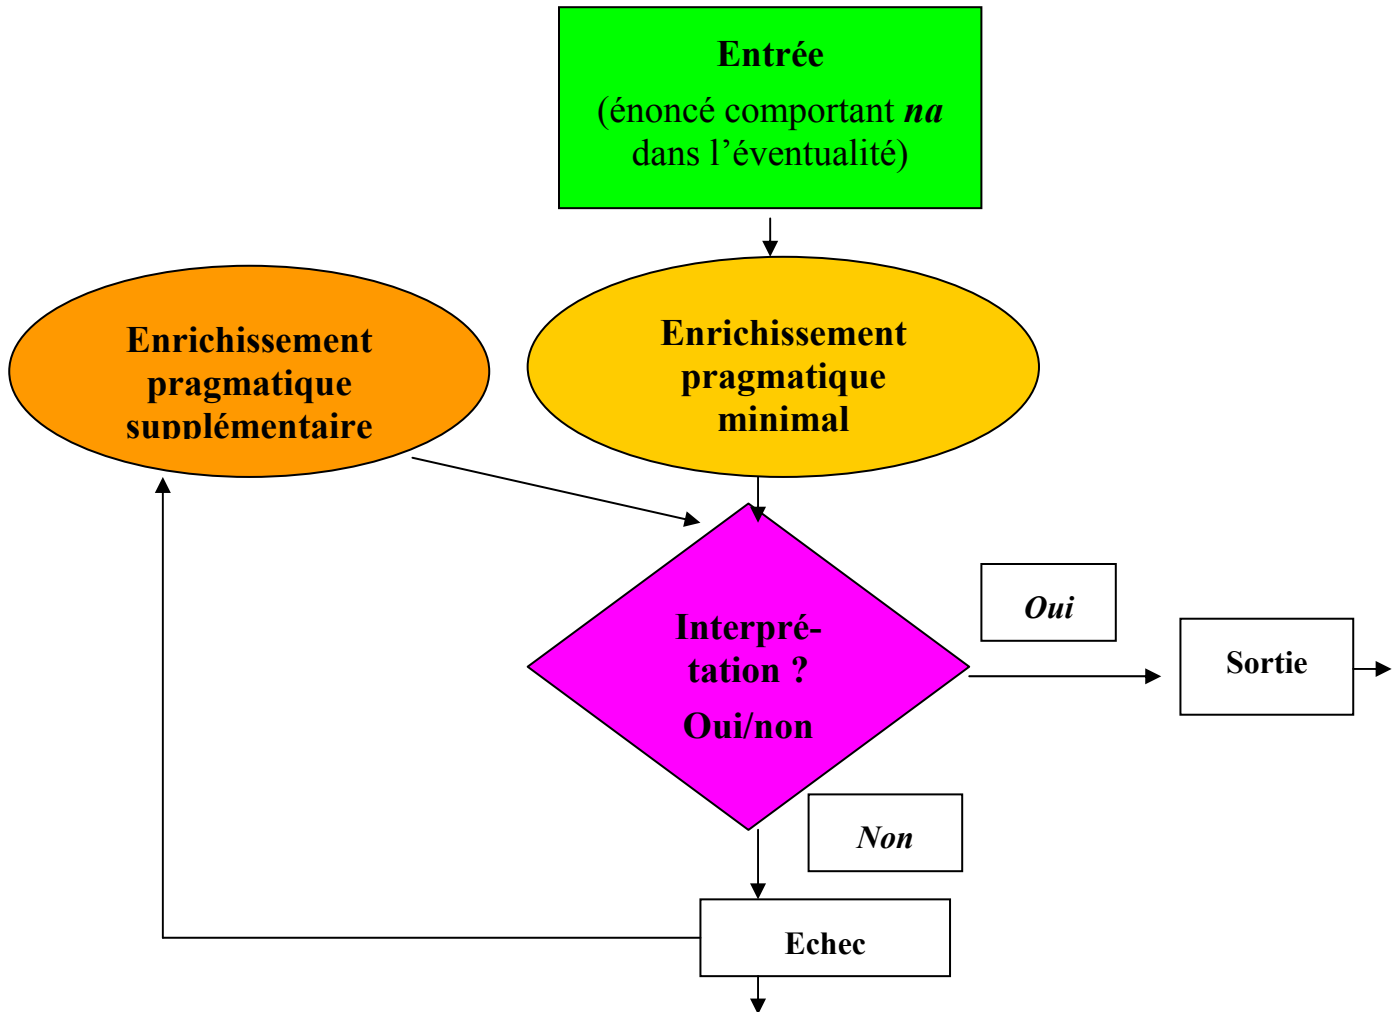 Entrée
(énoncé comportant na
dans l’éventualité)
Enrichissement
pragmatique
supplémentaire
Enrichissement
pragmatique
minimal
Interpré-
tation ?
Oui/non
Oui
Sortie
Non
Echec